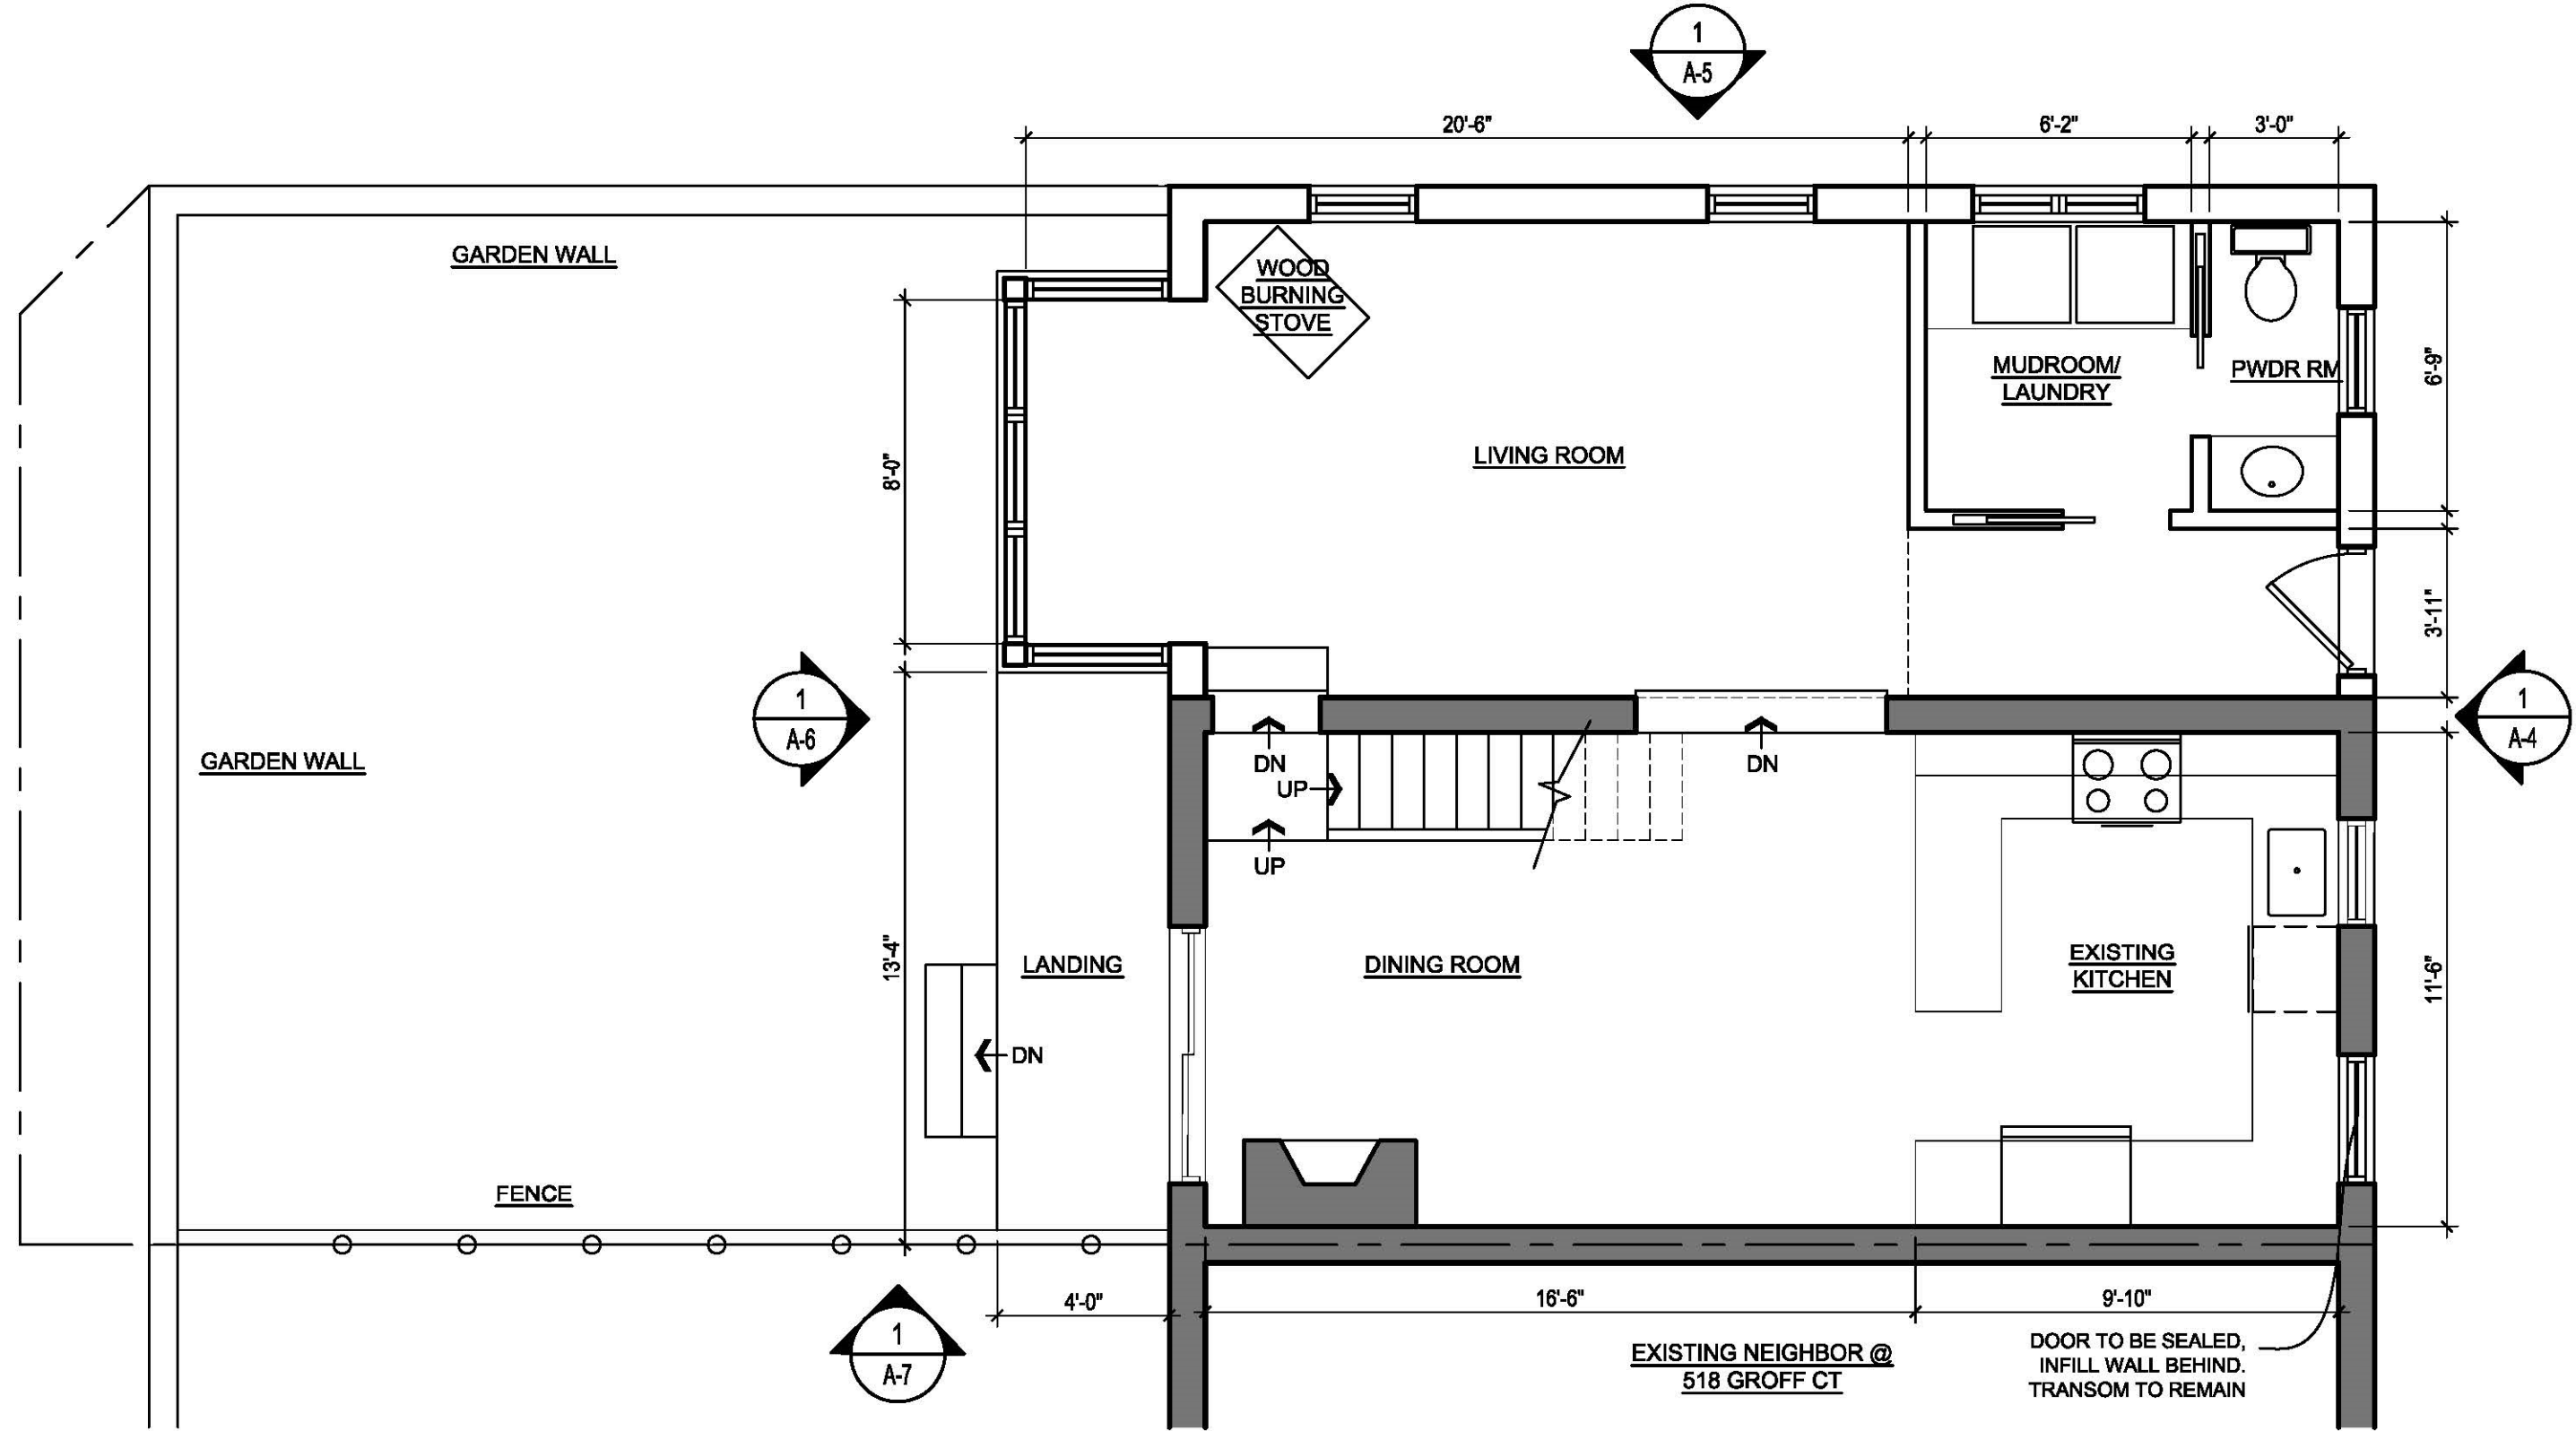 1
A-5
20'-6"
6'-2"
3'-0"
GARDEN WALL
WOOD
BURNING
STOVE
MUDROOM/
LAUNDRY
PWDR RM
6'-9"
8'-0"
LIVING ROOM
3'-11"
1
A-6
1
A-4
GARDEN WALL
DN
UP
DN
UP
13'-4"
LANDING
DINING ROOM
EXISTING
KITCHEN
11'-6"
DN
FENCE
4'-0"
16'-6"
9'-10"
1
A-7
EXISTING NEIGHBOR @
518 GROFF CT
DOOR TO BE SEALED,
INFILL WALL BEHIND.
TRANSOM TO REMAIN